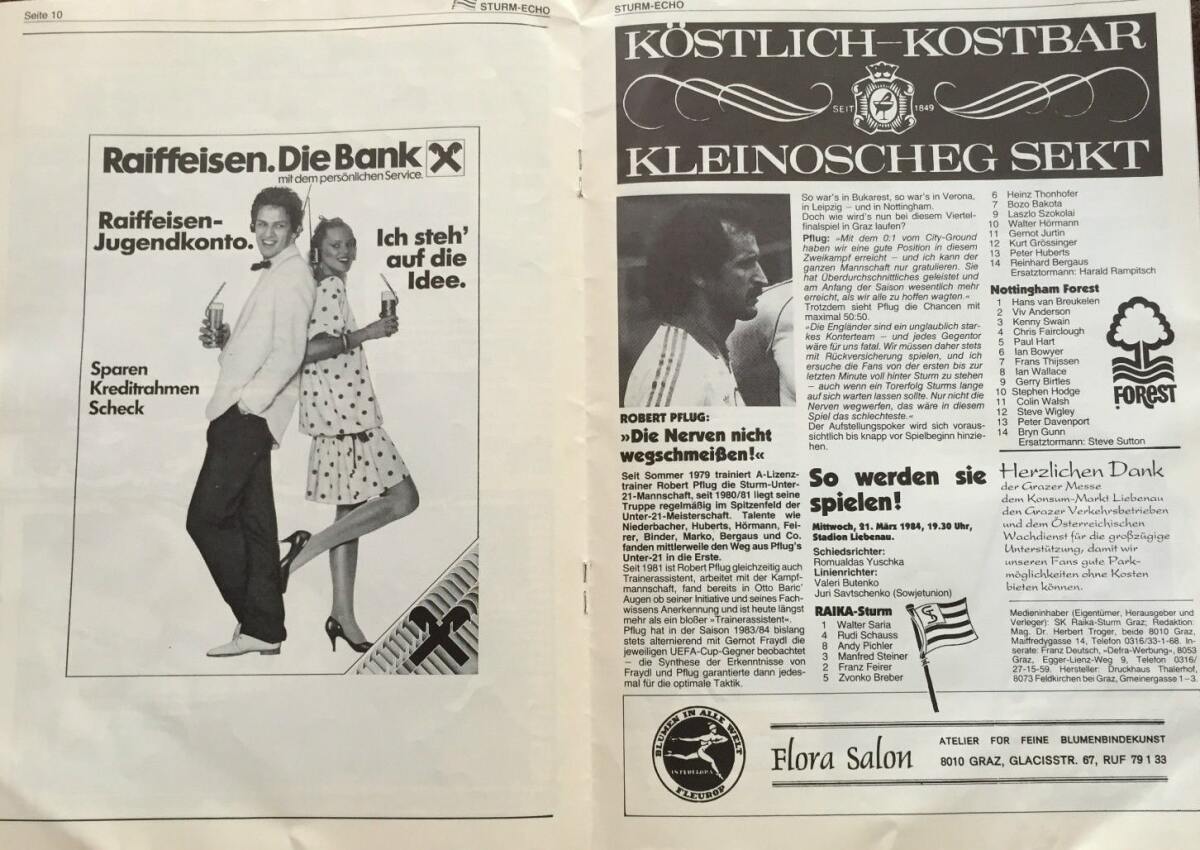 Seite 10
STURM-ECHO
Raiffeisen. Die Bank
mit dem persönlichen Service.
Raiffeisen-
Jugendkonto.
Ich steh'
auf die
Idee.
Sparen
Kreditrahmen
Scheck
STURM-ECHO
KÖSTLICH–KOSTBAR
SEIT 1849
KLEINOSCHEG SEKT
ROBERT PFLUG:
»Die Nerven nicht
wegschmeißen!«
Seit Sommer 1979 trainiert A-Lizenz-
trainer Robert Pflug die Sturm-Unter-
21-Mannschaft, seit 1980/81 liegt seine
Truppe regelmäßig im Spitzenfeld der
Unter-21-Meisterschaft. Talente wie
Niederbacher, Huberts, Hörmann, Fei-
rer, Binder, Marko, Bergaus und Co.
fanden mittlerweile den Weg aus Pflug's
Unter-21 in die Erste.
Seit 1981 ist Robert Pflug gleichzeitig auch
Trainerassistent, arbeitet mit der Kampf-
mannschaft, fand bereits in Otto Baric'
Augen ob seiner Initiative und seines Fach-
wissens Anerkennung und ist heute längst
mehr als ein bloßer »Trainerassistent«.
Pflug hat in der Saison 1983/84 bislang
stets alternierend mit Gernot Fraydl die
jeweiligen UEFA-Cup-Gegner beobachtet
– die Synthese der Erkenntnisse von
Fraydl und Pflug garantierte dann jedes-
mal für die optimale Taktik.
So war's in Bukarest, so war's in Verona,
in Leipzig – und in Nottingham.
Doch wie wird's nun bei diesem Viertel-
finalspiel in Graz laufen?
Pflug: »Mit dem 0:1 vom City-Ground
haben wir eine gute Position in diesem
Zweikampf erreicht – und ich kann der
ganzen Mannschaft nur gratulieren. Sie
hat Überdurchschnittliches geleistet und
am Anfang der Saison wesentlich mehr
erreicht, als wir alle zu hoffen wagten.«
Trotzdem sieht Pflug die Chancen mit
maximal 50:50.
»Die Engländer sind ein unglaublich star-
kes Konterteam – und jedes Gegentor
wäre für uns fatal. Wir müssen daher stets
mit Rückversicherung spielen, und ich
ersuche die Fans von der ersten bis zur
letzten Minute voll hinter Sturm zu stehen
– auch wenn ein Torerfolg Sturms lange
auf sich warten lassen sollte. Nur nicht die
Nerven wegwerfen, das wäre in diesem
Spiel das schlechteste.«
Der Aufstellungspoker wird sich voraus-
sichtlich bis knapp vor Spielbeginn hinzie-
hen.
So werden sie
spielen!
Mittwoch, 21. März 1984, 19.30 Uhr,
Stadion Liebenau.
Schiedsrichter:
Romualdas Yuschka
Linienrichter:
Valeri Butenko
Juri Savtschenko (Sowjetunion)
RAIKA-Sturm
1 Walter Saria
4 Rudi Schauss
8 Andy Pichler
3 Manfred Steiner
2 Franz Feirer
5 Zvonko Breber
6 Heinz Thonhofer
7 Bozo Bakota
9 Laszlo Szokolai
10 Walter Hörmann
11 Gernot Jurtin
12 Kurt Grössinger
13 Peter Huberts
14 Reinhard Bergaus
Ersatztormann: Harald Rampitsch
Nottingham Forest
1 Hans van Breukelen
2 Viv Anderson
3 Kenny Swain
4 Chris Fairclough
5 Paul Hart
6 Ian Bowyer
7 Frans Thijssen
8 Ian Wallace
9 Gerry Birtles
10 Stephen Hodge
11 Colin Walsh
12 Steve Wigley
13 Peter Davenport
14 Bryn Gunn
Ersatztormann: Steve Sutton
FOREST
Herzlichen Dank
der Grazer Messe
dem Konsum-Markt Liebenau
den Grazer Verkehrsbetrieben
und dem Österreichischen
Wachdienst für die großzügige
Unterstützung, damit wir
unseren Fans gute Park-
möglichkeiten ohne Kosten
bieten können.
Medieninhaber (Eigentümer, Herausgeber und
Verleger): SK Raika-Sturm Graz; Redaktion:
Mag. Dr. Herbert Troger, beide 8010 Graz,
Maiffredygasse 14, Telefon 0316/33-1-68. In-
serate: Franz Deutsch, »Defra-Werbung«, 8053
Graz, Egger-Lienz-Weg 9, Telefon 0316/
27-15-59. Hersteller: Druckhaus Thalerhof,
8073 Feldkirchen bei Graz, Gmeinergasse 1–3.
BLUMEN IN ALLE WELT
INTERFLORA
FLEUROP
Flora Salon
ATELIER FÜR FEINE BLUMENBINDEKUNST
8010 GRAZ, GLACISSTR. 67, RUF 79 1 33